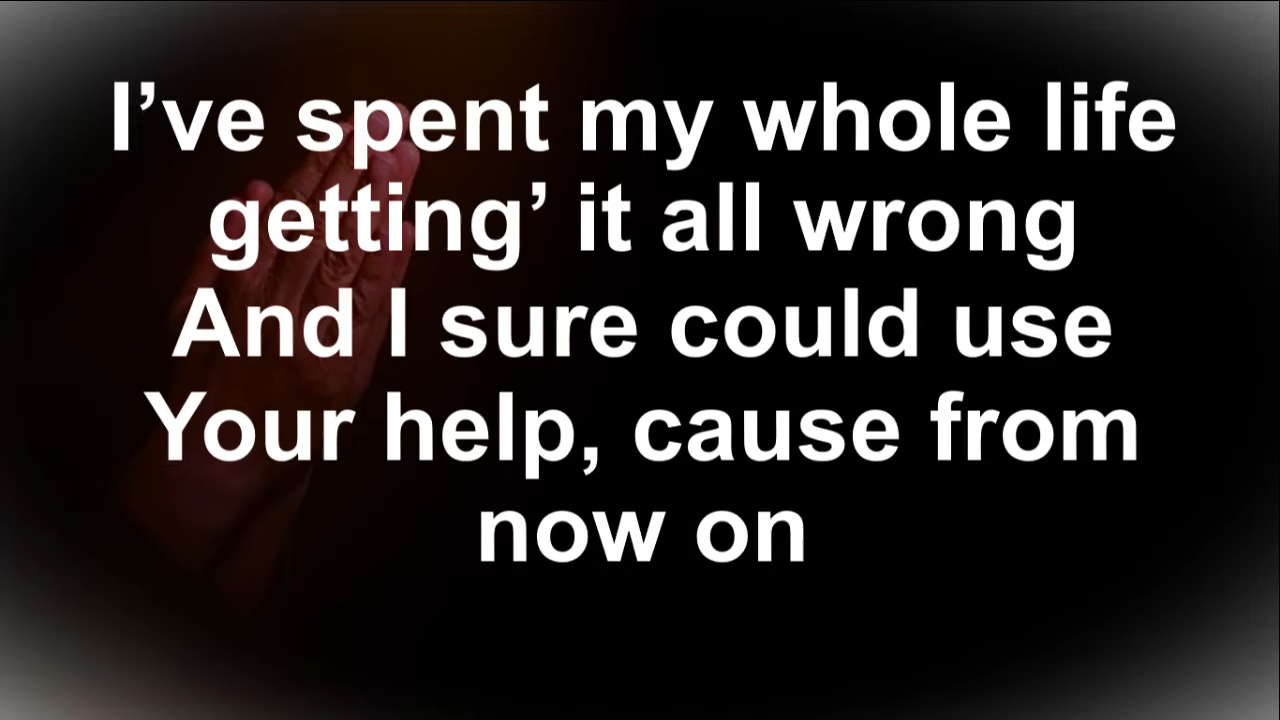 I’ve spent my whole life
getting’ it all wrong
And I sure could use
Your help, cause from
now on